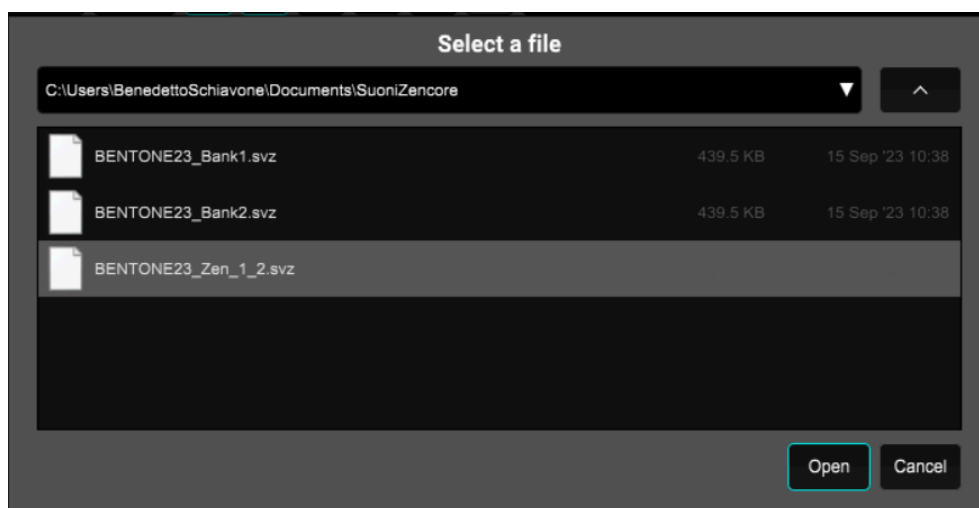 Select a file
C:\Users\BenedettoSchiavone\Documents\SuoniZencore
BENTONE23_Bank1.svz 439.5 KB 15 Sep '23 10:38
BENTONE23_Bank2.svz 439.5 KB 15 Sep '23 10:38
BENTONE23_Zen_1_2.svz
Open Cancel